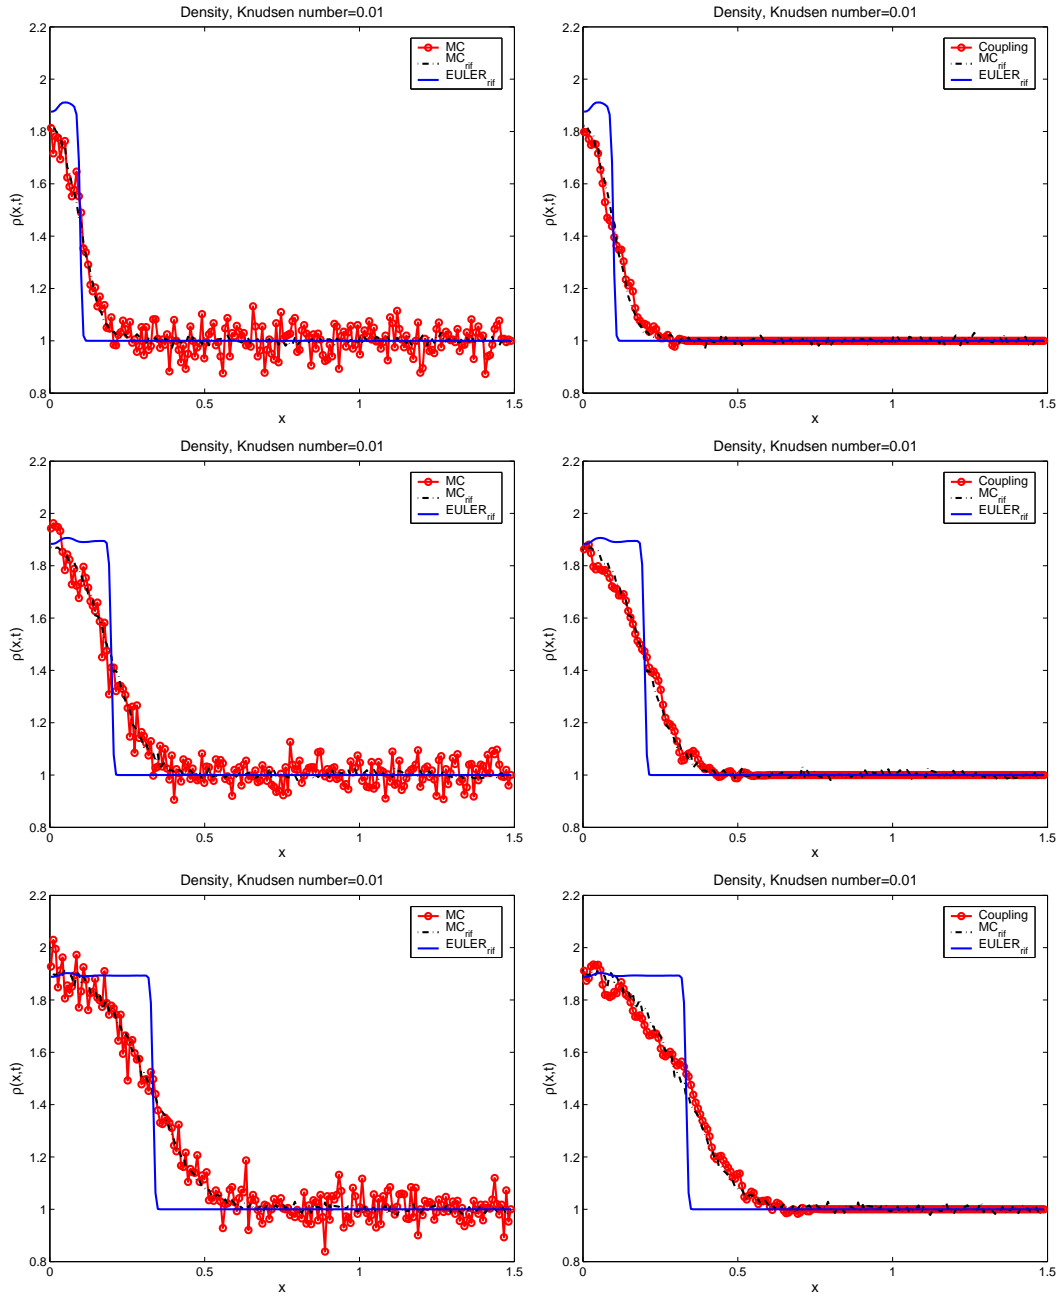 Density, Knudsen number=0.01
2.2
2
1.8
1.6
1.4
1.2
1
0.8
ρ(x,t)
0
0.5
1
1.5
x
MC
MCrif
EULERrif
Density, Knudsen number=0.01
2.2
2
1.8
1.6
1.4
1.2
1
0.8
ρ(x,t)
0
0.5
1
1.5
x
Coupling
MCrif
EULERrif
Density, Knudsen number=0.01
2.2
2
1.8
1.6
1.4
1.2
1
0.8
ρ(x,t)
0
0.5
1
1.5
x
MC
MCrif
EULERrif
Density, Knudsen number=0.01
2.2
2
1.8
1.6
1.4
1.2
1
0.8
ρ(x,t)
0
0.5
1
1.5
x
Coupling
MCrif
EULERrif
Density, Knudsen number=0.01
2.2
2
1.8
1.6
1.4
1.2
1
0.8
ρ(x,t)
0
0.5
1
1.5
x
MC
MCrif
EULERrif
Density, Knudsen number=0.01
2.2
2
1.8
1.6
1.4
1.2
1
0.8
ρ(x,t)
0
0.5
1
1.5
x
Coupling
MCrif
EULERrif